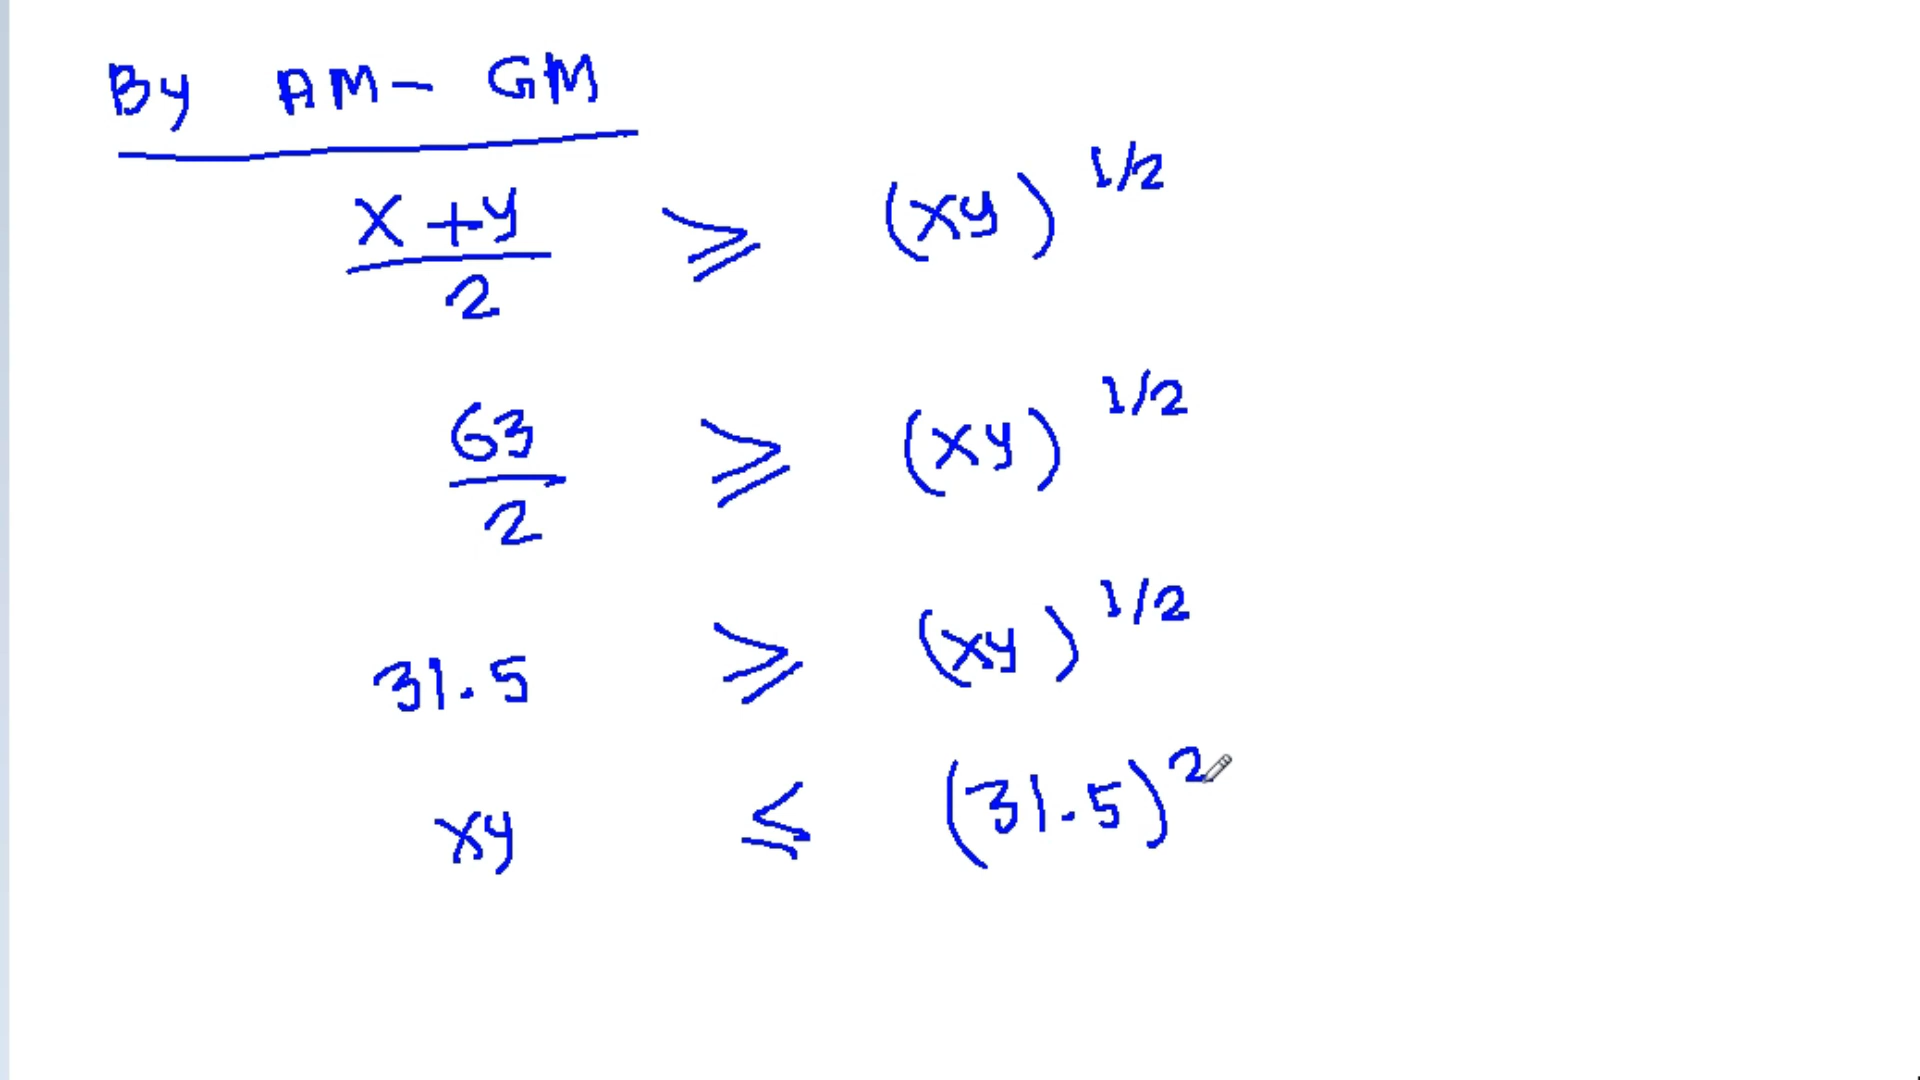 By AM- GM
x+y/2 ⩾ (xy)^1/2
63/2 ⩾ (xy)^1/2
31.5 ⩾ (xy)^1/2
xy ⩽ (31.5)^2